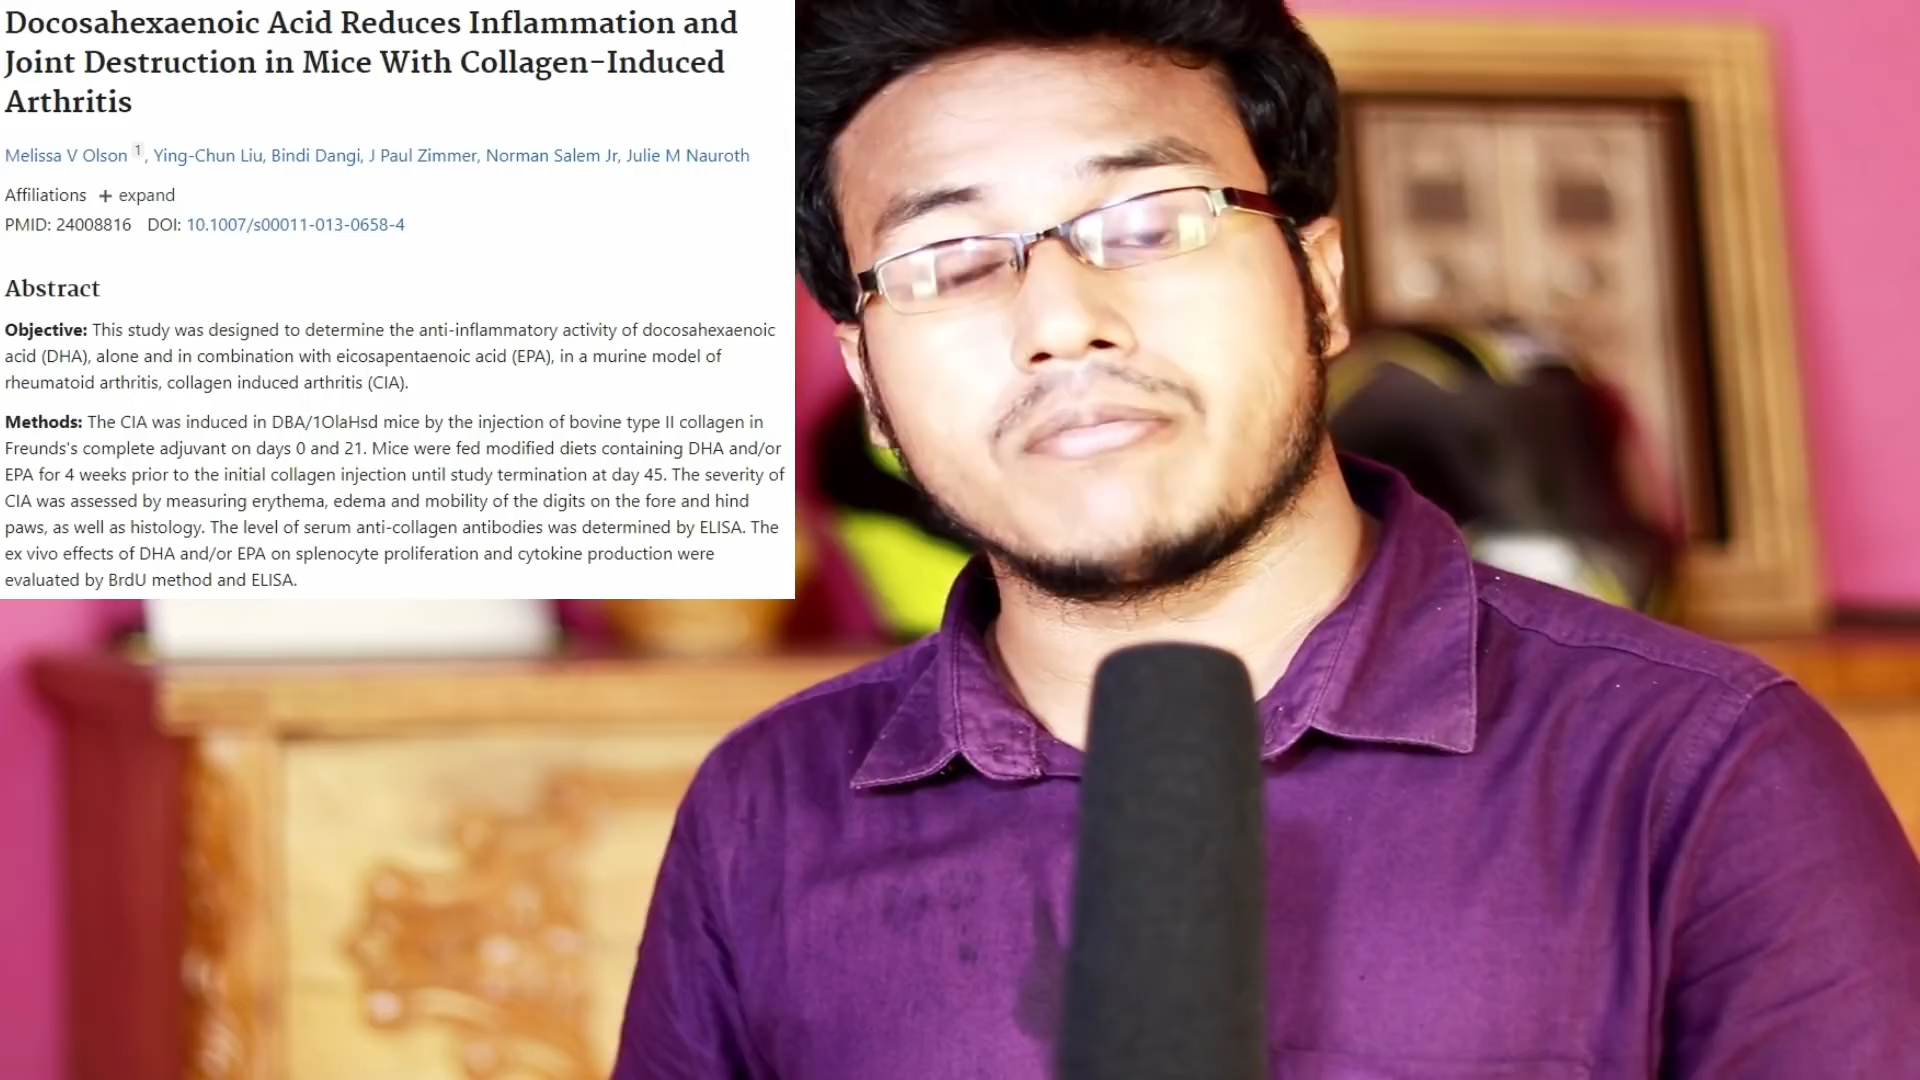 Docosahexaenoic Acid Reduces Inflammation and
Joint Destruction in Mice With Collagen-Induced
Arthritis
Melissa V Olson 1, Ying-Chun Liu, Bindi Dangi, J Paul Zimmer, Norman Salem Jr, Julie M Nauroth
Affiliations + expand
PMID: 24008816 DOI: 10.1007/s00011-013-0658-4
Abstract
Objective: This study was designed to determine the anti-inflammatory activity of docosahexaenoic
acid (DHA), alone and in combination with eicosapentaenoic acid (EPA), in a murine model of
rheumatoid arthritis, collagen induced arthritis (CIA).
Methods: The CIA was induced in DBA/1OlaHsd mice by the injection of bovine type II collagen in
Freunds's complete adjuvant on days 0 and 21. Mice were fed modified diets containing DHA and/or
EPA for 4 weeks prior to the initial collagen injection until study termination at day 45. The severity of
CIA was assessed by measuring erythema, edema and mobility of the digits on the fore and hind
paws, as well as histology. The level of serum anti-collagen antibodies was determined by ELISA. The
ex vivo effects of DHA and/or EPA on splenocyte proliferation and cytokine production were
evaluated by BrdU method and ELISA.